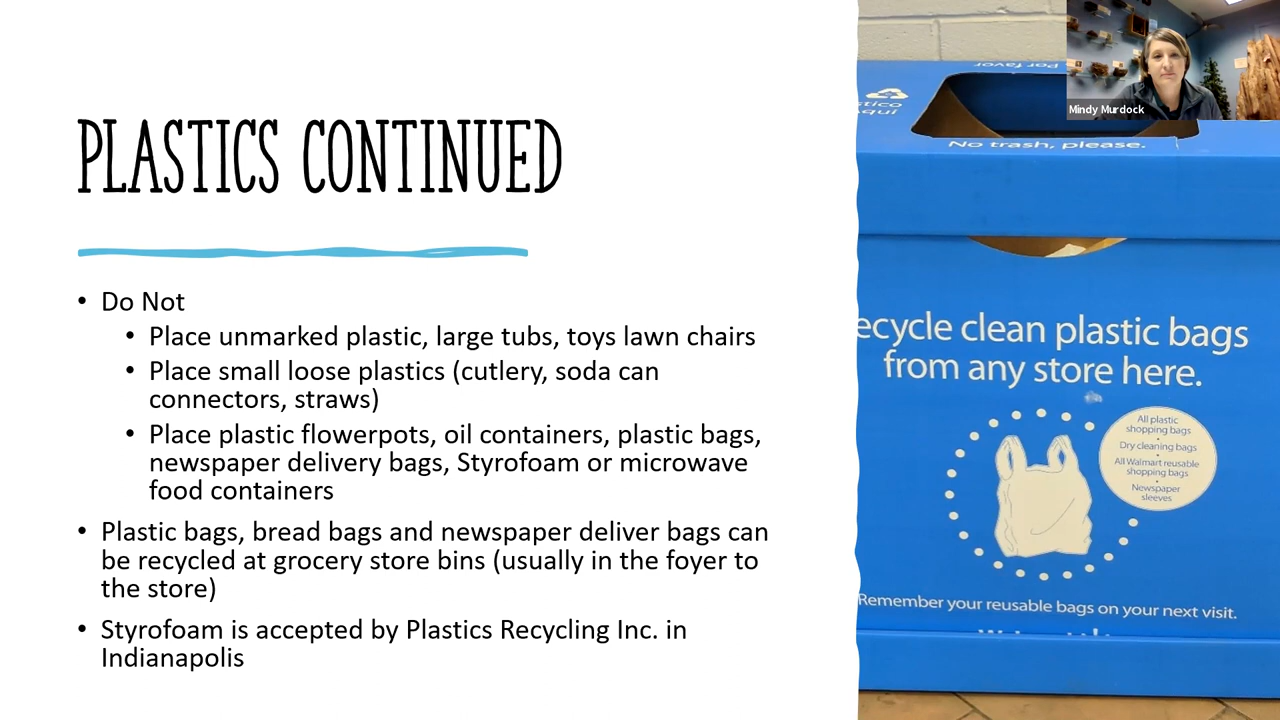 PLASTICS CONTINUED
• Do Not
• Place unmarked plastic, large tubs, toys lawn chairs
• Place small loose plastics (cutlery, soda can
connectors, straws)
• Place plastic flowerpots, oil containers, plastic bags,
newspaper delivery bags, Styrofoam or microwave
food containers
• Plastic bags, bread bags and newspaper deliver bags can
be recycled at grocery store bins (usually in the foyer to
the store)
• Styrofoam is accepted by Plastics Recycling Inc. in
Indianapolis
Mindy Murdock
Por favor
stico
aquí
No trash, please.
ecycle clean plastic bags
from any store here.
All plastic
shopping bags
•
Dry cleaning bags
•
All Walmart reusable
shopping bags
•
Newspaper
sleeves
Remember your reusable bags on your next visit.